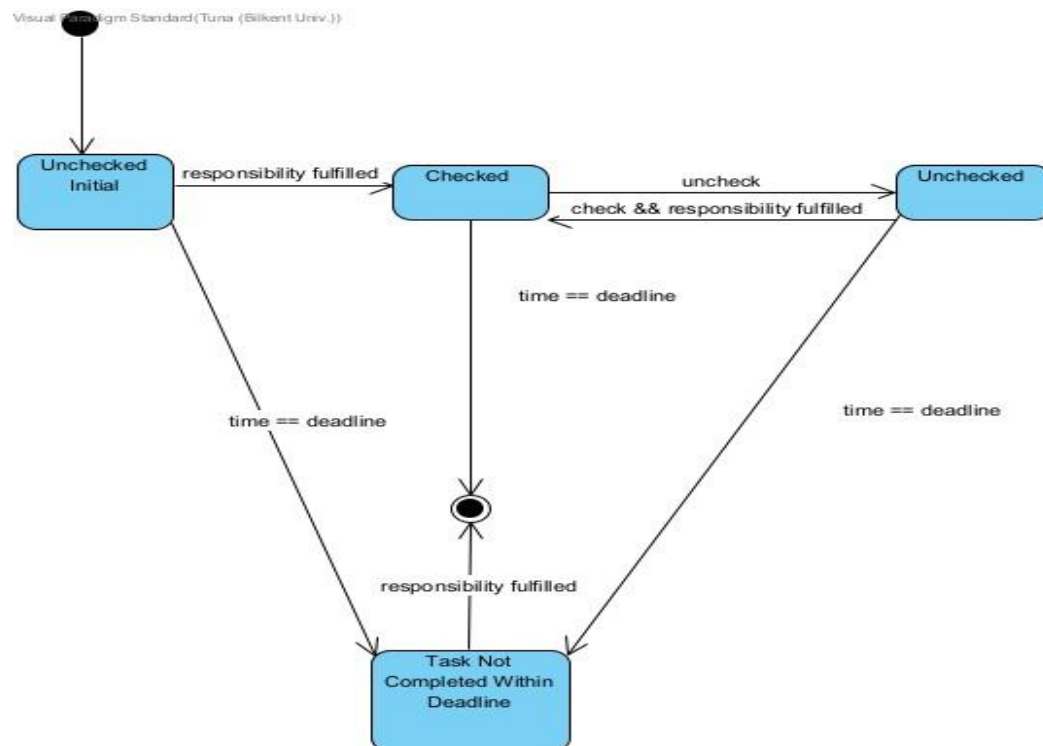 Visual Paradigm Standard(Tuna (Bilkent Univ.))
Unchecked
Initial
responsibility fulfilled
Checked
uncheck
Unchecked
check && responsibility fulfilled
time == deadline
time == deadline
time == deadline
responsibility fulfilled
Task Not
Completed Within
Deadline